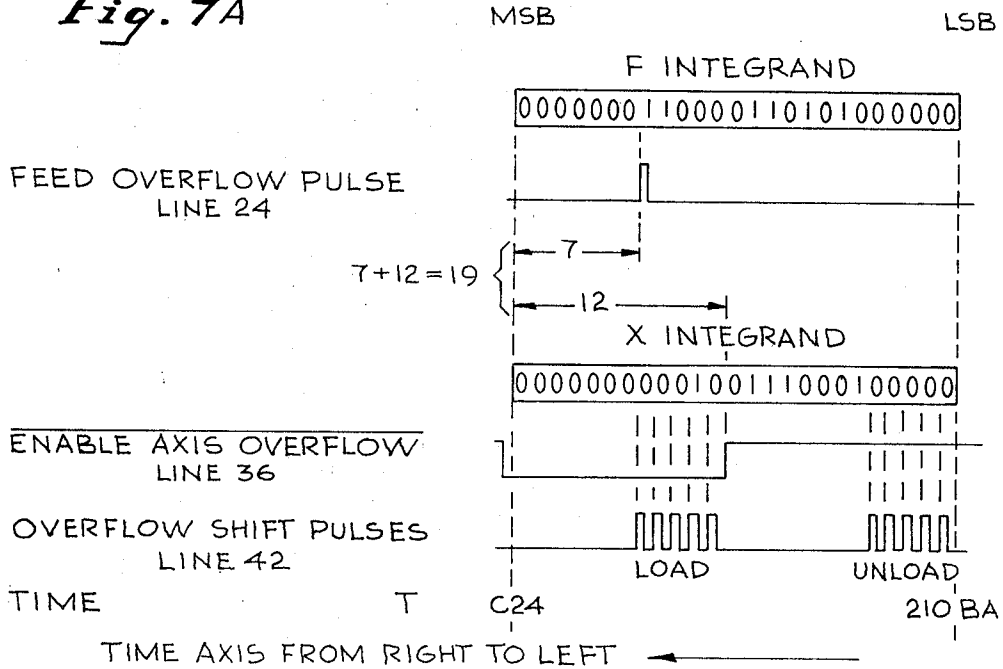 Fig. 7A
MSB LSB
F INTEGRAND
0000000110000110101000000
FEED OVERFLOW PULSE
LINE 24
7
7+12=19
12
X INTEGRAND
00000000000100111000100000
ENABLE AXIS OVERFLOW
LINE 36
OVERFLOW SHIFT PULSES
LINE 42
LOAD UNLOAD
TIME T C24 210 BA
TIME AXIS FROM RIGHT TO LEFT